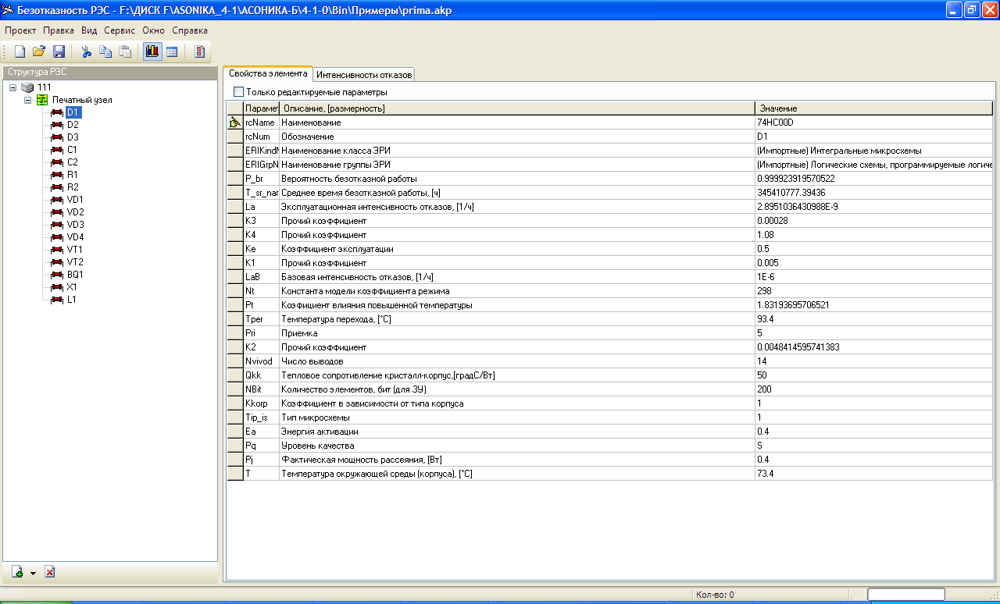 Безотказность РЭС - F:\ДИСК F\ASONIKA_4-1\АСОНИКА-Б\4-1-0\Bin\Примеры\prima.akp
Проект Правка Вид Сервис Окно Справка
Структура РЭС
111
Печатный узел
D1
D2
D3
C1
C2
R1
R2
VD1
VD2
VD3
VD4
VT1
VT2
BQ1
X1
L1
Свойства элемента Интенсивности отказов
Только редактируемые параметры
Параме Описание, [размерность] Значение
rcName Наименование 74HC00D
rcNum Обозначение D1
ERIKindN Наименование класса ЭРИ (Импортные) Интегральные микросхемы
ERIGrpN Наименование группы ЭРИ (Импортные) Логические схемы, программируемые логиче
P_br Вероятность безотказной работы 0.999923919570522
T_sr_nar Среднее время безотказной работы, [ч] 345410777.39436
La Эксплуатационная интенсивность отказов, [1/ч] 2.8951036430988E-9
K3 Прочий коэффициент 0.00028
K4 Прочий коэффициент 1.08
Ke Коэффициент эксплуатации 0.5
K1 Прочий коэффициент 0.005
LaB Базовая интенсивность отказов, [1/ч] 1E-6
Nt Константа модели коэффициента режима 298
Pt Коэфициент влияния повышенной температуры 1.83193695706521
Tper Температура перехода, [°C] 93.4
Pri Приемка 5
K2 Прочий коэффициент 0.0048414595741383
Nvivod Число выводов 14
Qkk Тепловое сопротивление кристалл-корпус,[градС/Вт] 50
NBit Количество элементов, бит (для ЗУ) 200
Kkorp Коэффициент в зависимости от типа корпуса 1
Tip_is Тип микросхемы 1
Ea Энергия активации 0.4
Pq Уровень качества S
Pj Фактическая мощность рассеяния, [Вт] 0.4
T Температура окружающей среды (корпуса), [°C] 73.4
Кол-во: 0